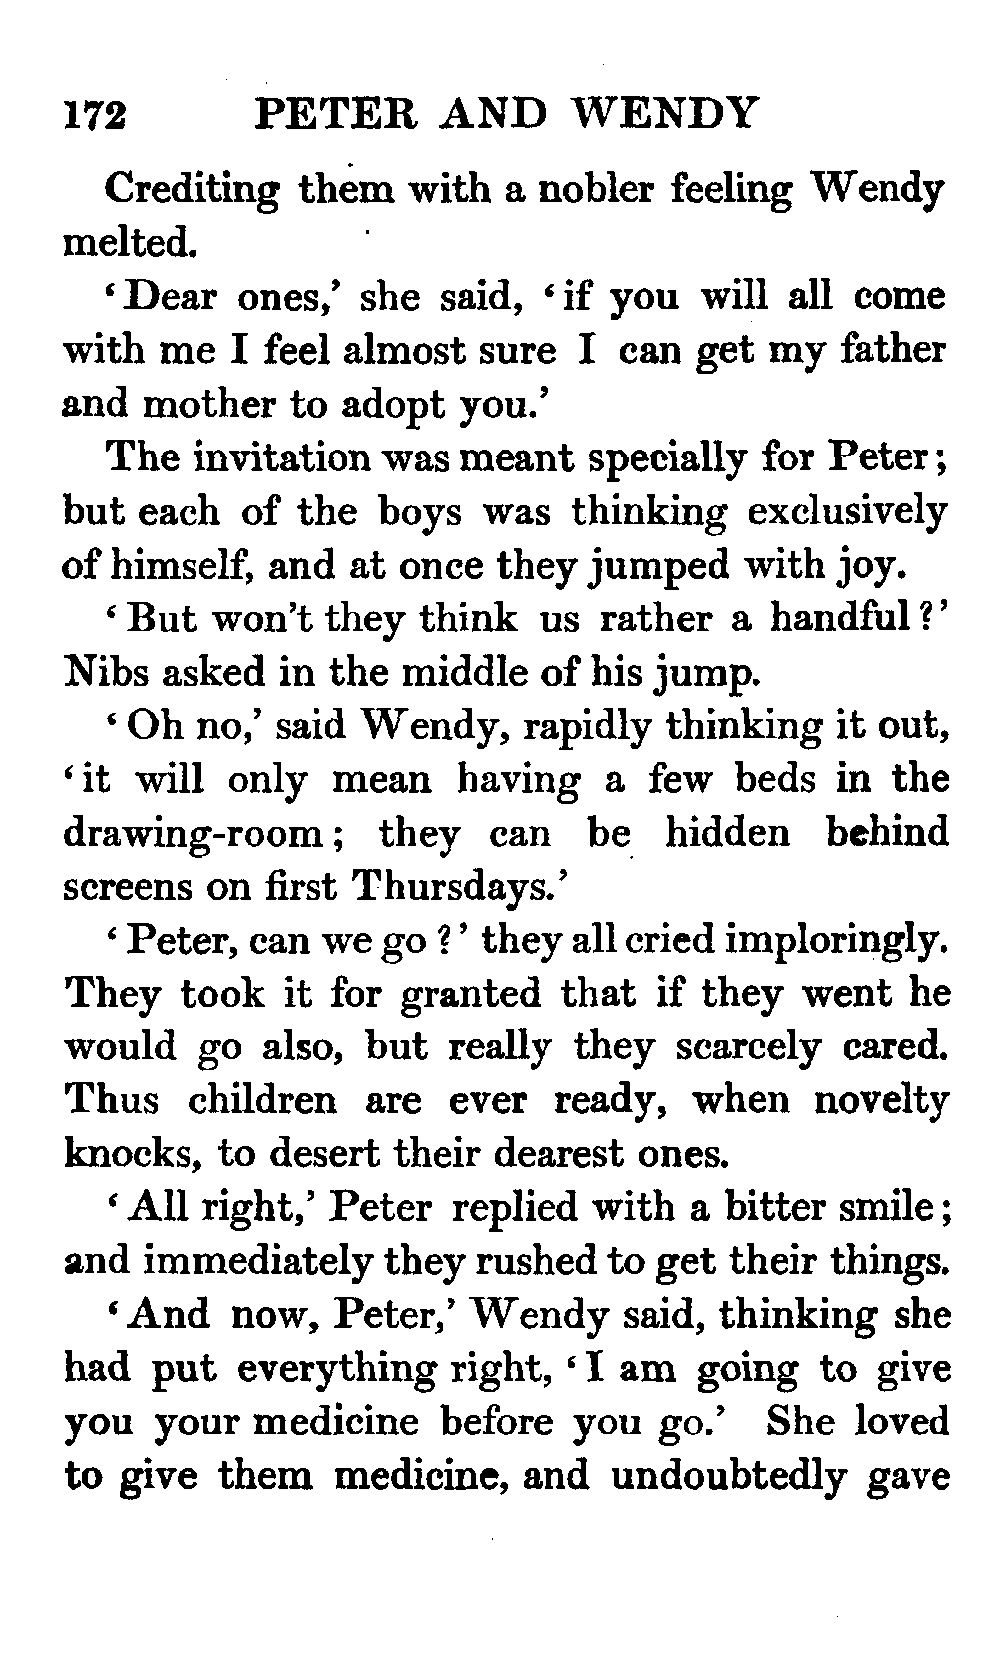 172 PETER AND WENDY
Crediting them with a nobler feeling Wendy
melted.
‘Dear ones,’ she said, ‘if you will all come
with me I feel almost sure I can get my father
and mother to adopt you.’
The invitation was meant specially for Peter;
but each of the boys was thinking exclusively
of himself, and at once they jumped with joy.
‘But won't they think us rather a handful?’
Nibs asked in the middle of his jump.
‘Oh no,’ said Wendy, rapidly thinking it out,
‘it will only mean having a few beds in the
drawing-room; they can be hidden behind
screens on first Thursdays.’
‘Peter, can we go?’ they all cried imploringly.
They took it for granted that if they went he
would go also, but really they scarcely cared.
Thus children are ever ready, when novelty
knocks, to desert their dearest ones.
‘All right,’ Peter replied with a bitter smile;
and immediately they rushed to get their things.
‘And now, Peter,’ Wendy said, thinking she
had put everything right, ‘I am going to give
you your medicine before you go.’ She loved
to give them medicine, and undoubtedly gave